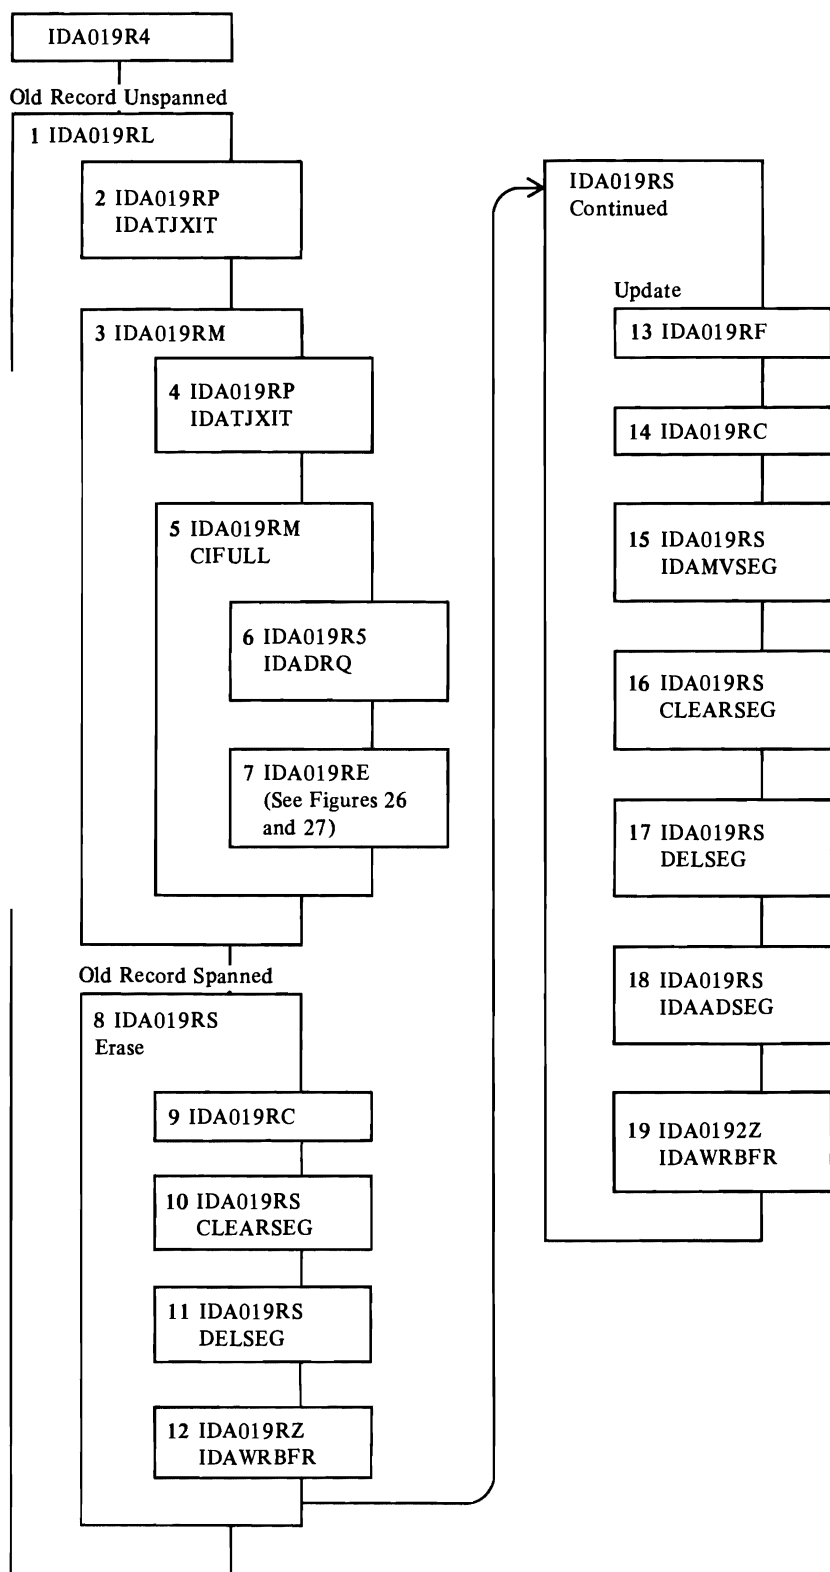 IDA019R4
Old Record Unspanned
1 IDA019RL
2 IDA019RP
IDATJXIT
3 IDA019RM
4 IDA019RP
IDATJXIT
5 IDA019RM
CIFULL
6 IDA019R5
IDADRQ
7 IDA019RE
(See Figures 26
and 27)
Old Record Spanned
8 IDA019RS
Erase
9 IDA019RC
10 IDA019RS
CLEARSEG
11 IDA019RS
DELSEG
12 IDA019RZ
IDAWRBFR
IDA019RS
Continued
Update
13 IDA019RF
14 IDA019RC
15 IDA019RS
IDAMVSEG
16 IDA019RS
CLEARSEG
17 IDA019RS
DELSEG
18 IDA019RS
IDAADSEG
19 IDA0192Z
IDAWRBFR